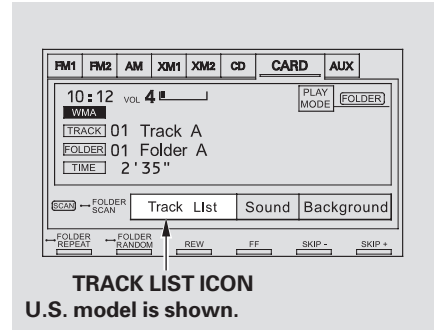 FM1 FM2 AM XM1 XM2 CD CARD AUX
10:12 VOL 4 PLAY MODE FOLDER
WMA
TRACK 01 Track A
FOLDER 01 Folder A
TIME 2'35"
SCAN FOLDER SCAN Track List Sound Background
FOLDER REPEAT FOLDER RANDOM REW FF SKIP - SKIP +
TRACK LIST ICON
U.S. model is shown.